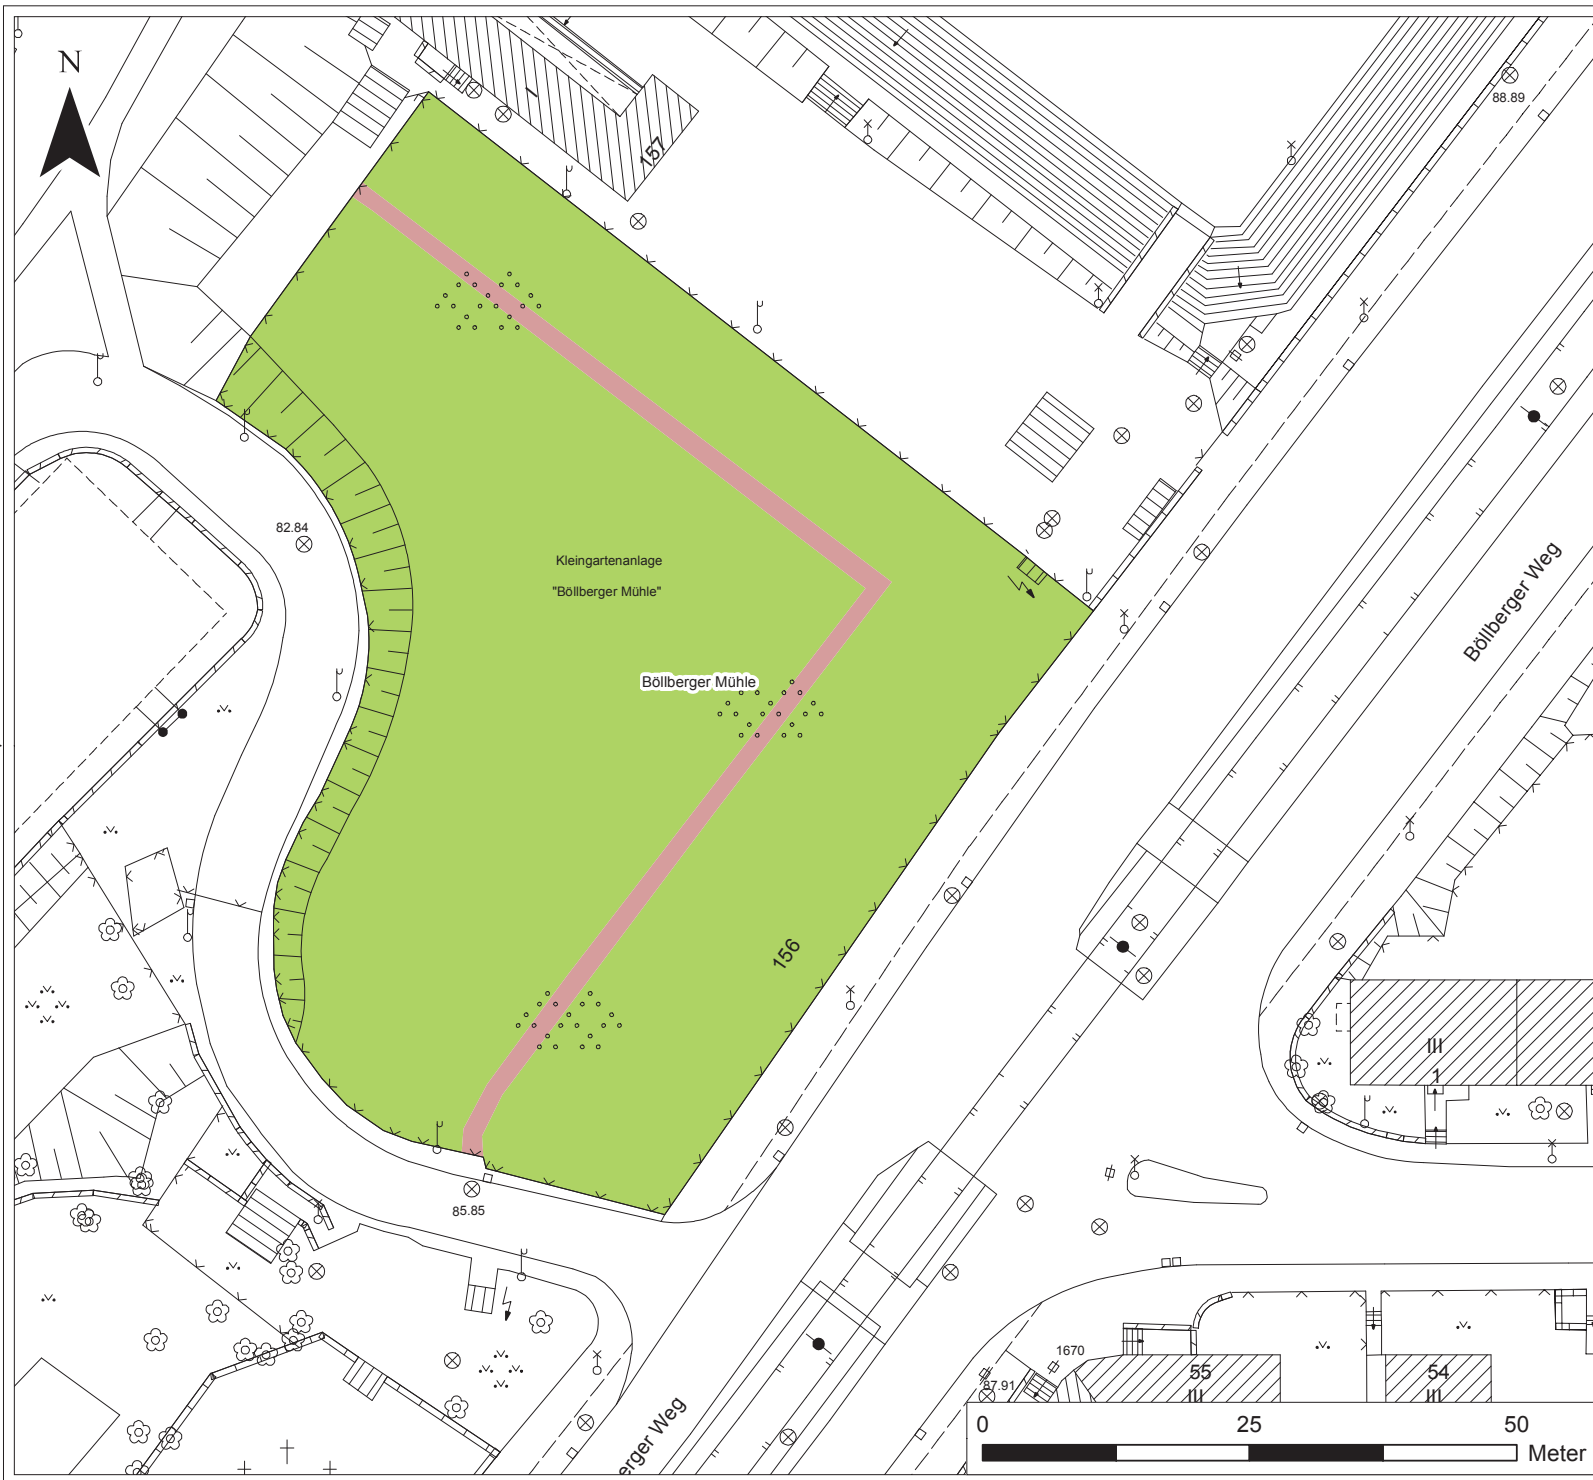 N
88.89
157
82.84
Kleingartenanlage
"Böllberger Mühle"
Böllberger Weg
Böllberger Mühle
156
III
1
85.85
1670
87.91
55
III
54
III
erger Weg
0 25 50
Meter